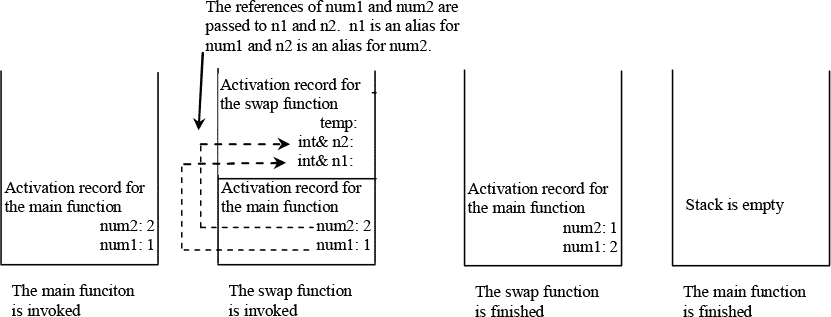 The references of num1 and num2 are
passed to n1 and n2. n1 is an alias for
num1 and n2 is an alias for num2.
Activation record for
the main function
num2: 2
num1: 1
The main funciton
is invoked
Activation record for
the swap function
temp:
int& n2:
int& n1:
Activation record for
the main function
num2: 2
num1: 1
The swap function
is invoked
Activation record for
the main function
num2: 1
num1: 2
The swap function
is finished
Stack is empty
The main function
is finished